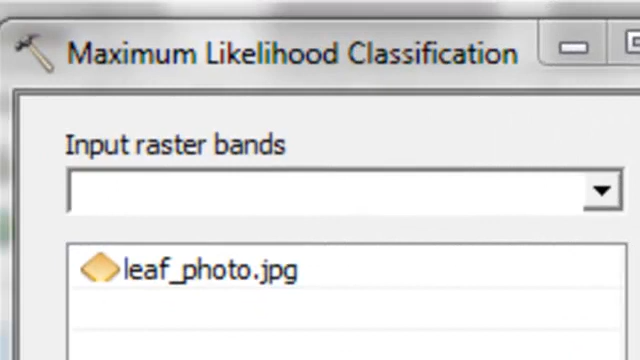 Maximum Likelihood Classification
Input raster bands
leaf_photo.jpg